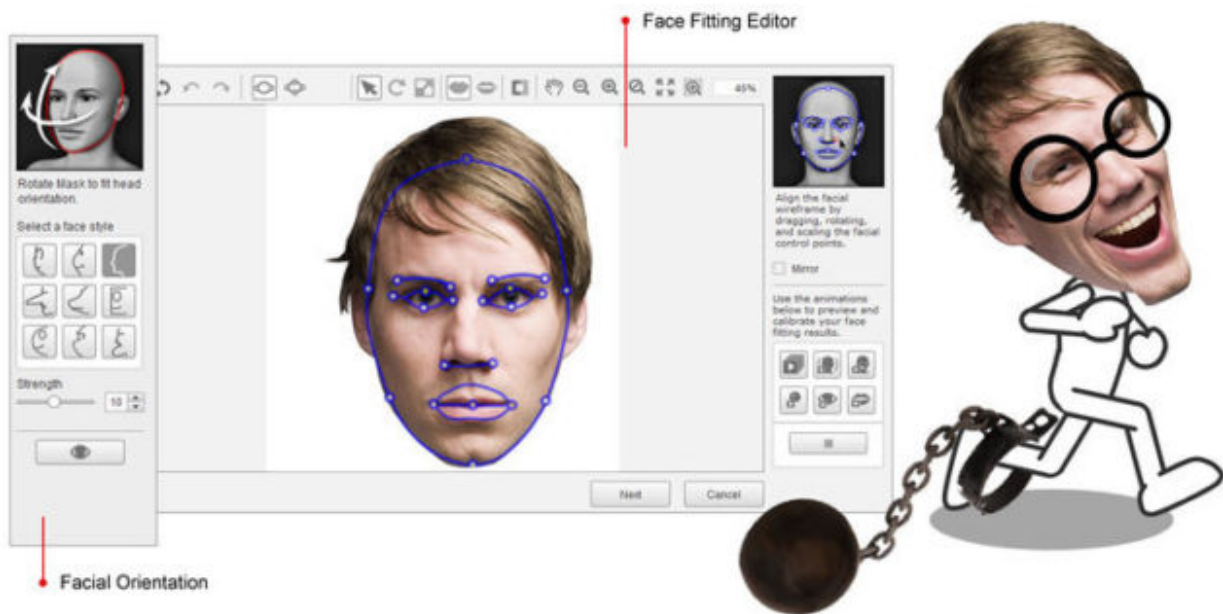 Face Fitting Editor
46%
Rotate Mask to fit head
orientation.
Select a face style
Strength
10
Align the facial
wireframe by
dragging, rotating,
and scaling the facial
control points.
Mirror
Use the animations
below to preview and
calibrate your face
fitting results.
Next
Cancel
Facial Orientation